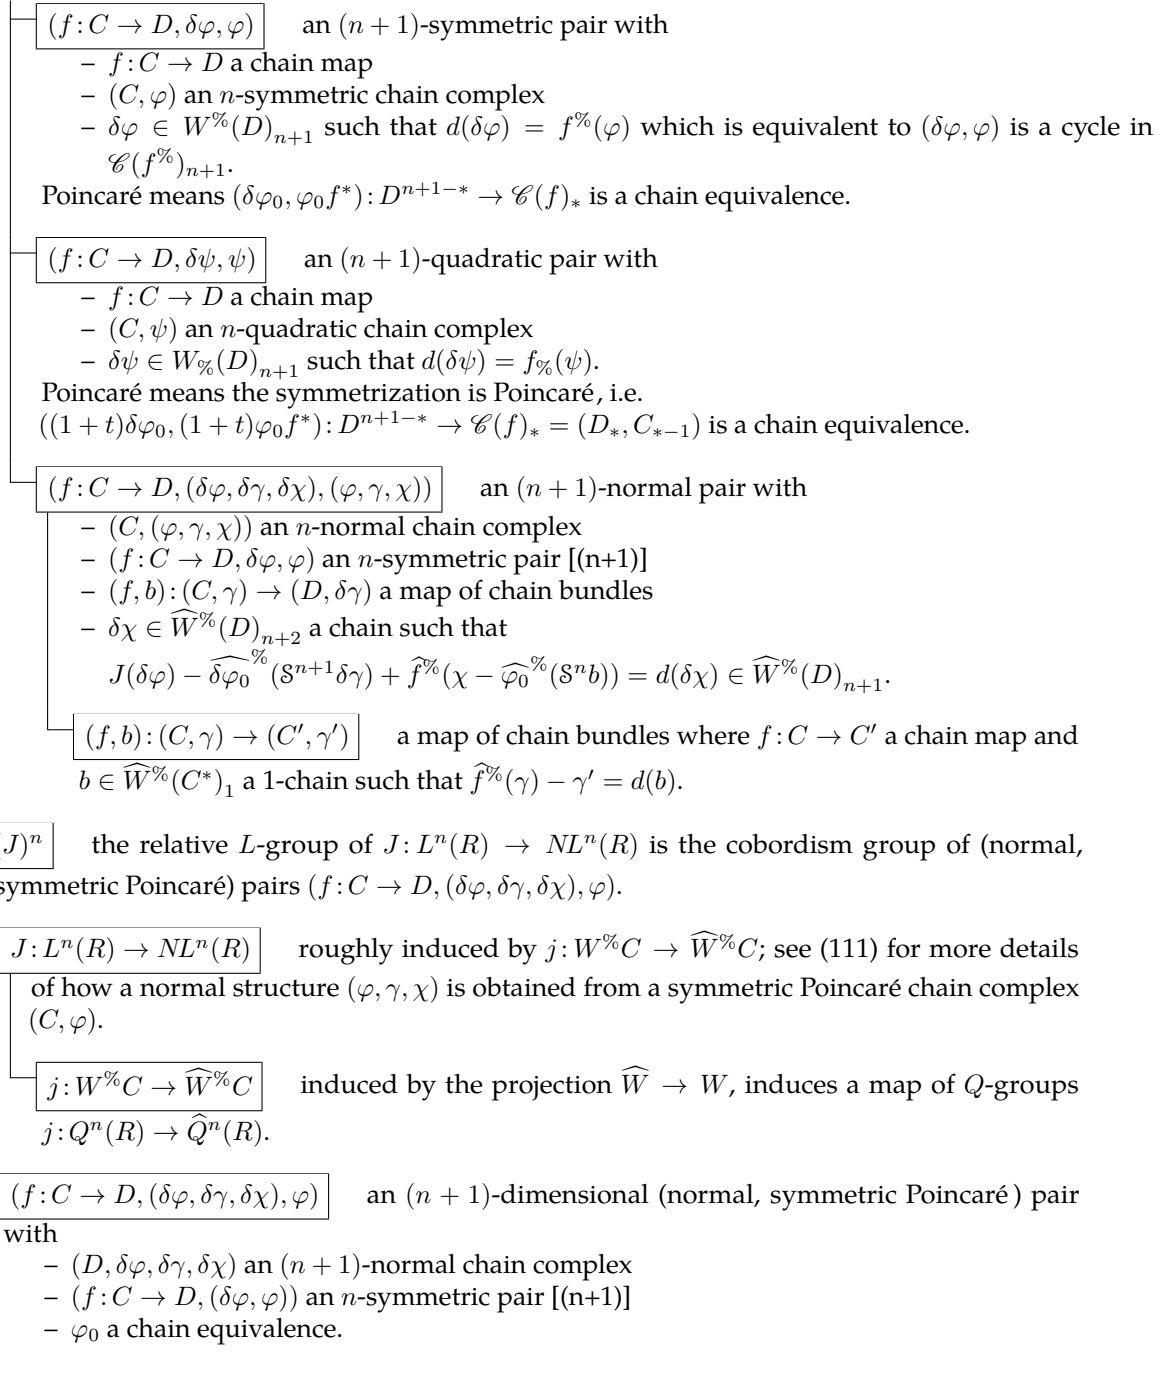 (f : C → D, δφ, φ) an (n + 1)-symmetric pair with
– f : C → D a chain map
– (C, φ) an n-symmetric chain complex
– δφ ∈ W^%(D)_{n+1} such that d(δφ) = f^%(φ) which is equivalent to (δφ, φ) is a cycle in
𝒞(f^%)_{n+1}.
Poincaré means (δφ₀, φ₀f*) : D^{n+1−*} → 𝒞(f)_* is a chain equivalence.
(f : C → D, δψ, ψ) an (n + 1)-quadratic pair with
– f : C → D a chain map
– (C, ψ) an n-quadratic chain complex
– δψ ∈ W_%(D)_{n+1} such that d(δψ) = f_%(ψ).
Poincaré means the symmetrization is Poincaré, i.e.
((1 + t)δφ₀, (1 + t)φ₀f*) : D^{n+1−*} → 𝒞(f)_* = (D_*, C_{*−1}) is a chain equivalence.
(f : C → D, (δφ, δγ, δχ), (φ, γ, χ)) an (n + 1)-normal pair with
– (C, (φ, γ, χ)) an n-normal chain complex
– (f : C → D, δφ, φ) an n-symmetric pair [(n+1)]
– (f, b) : (C, γ) → (D, δγ) a map of chain bundles
– δχ ∈ Ŵ^%(D)_{n+2} a chain such that
J(δφ) − \widehat{δφ₀}^%(𝒮^{n+1}δγ) + f̂^%(χ − \widehat{φ₀}^%(𝒮^n b)) = d(δχ) ∈ Ŵ^%(D)_{n+1}.
(f, b) : (C, γ) → (C′, γ′) a map of chain bundles where f : C → C′ a chain map and
b ∈ Ŵ^%(C*)₁ a 1-chain such that f̂^%(γ) − γ′ = d(b).
J)^n the relative L-group of J : L^n(R) → NL^n(R) is the cobordism group of (normal,
symmetric Poincaré) pairs (f : C → D, (δφ, δγ, δχ), φ).
J : L^n(R) → NL^n(R) roughly induced by j : W^%C → Ŵ^%C; see (111) for more details
of how a normal structure (φ, γ, χ) is obtained from a symmetric Poincaré chain complex
(C, φ).
j : W^%C → Ŵ^%C induced by the projection Ŵ → W, induces a map of Q-groups
j : Q^n(R) → Q̂^n(R).
(f : C → D, (δφ, δγ, δχ), φ) an (n + 1)-dimensional (normal, symmetric Poincaré ) pair
with
– (D, δφ, δγ, δχ) an (n + 1)-normal chain complex
– (f : C → D, (δφ, φ)) an n-symmetric pair [(n+1)]
– φ₀ a chain equivalence.